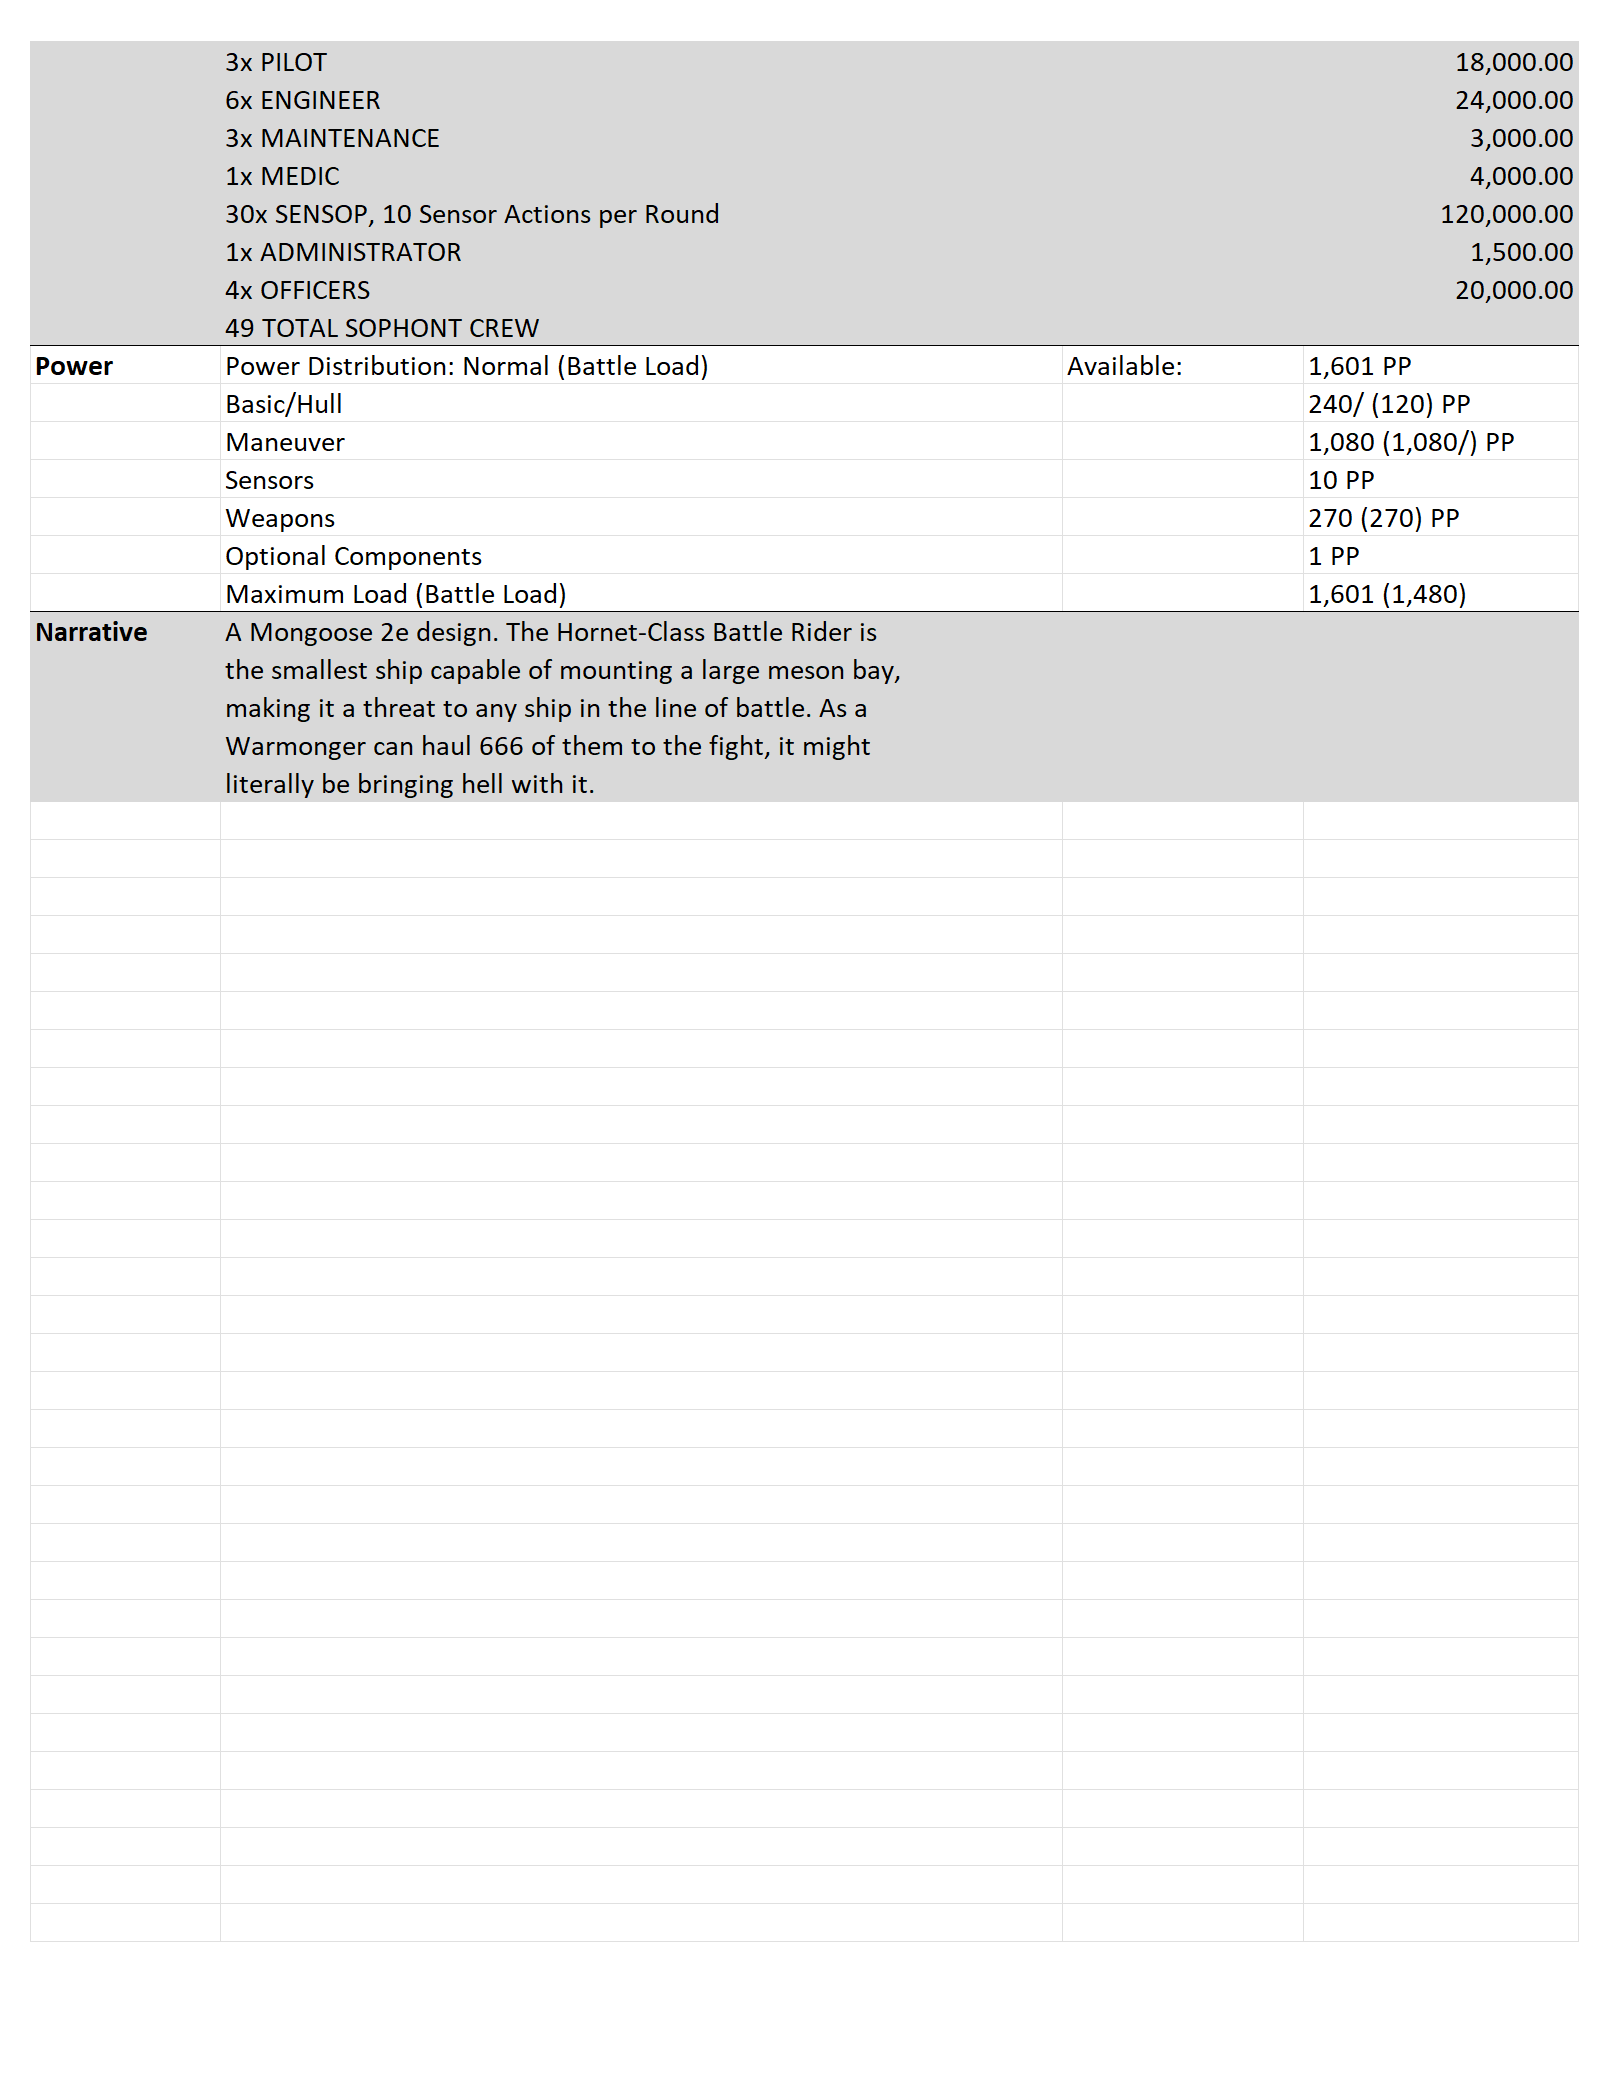 3x PILOT 18,000.00
6x ENGINEER 24,000.00
3x MAINTENANCE 3,000.00
1x MEDIC 4,000.00
30x SENSOP, 10 Sensor Actions per Round 120,000.00
1x ADMINISTRATOR 1,500.00
4x OFFICERS 20,000.00
49 TOTAL SOPHONT CREW
Power Power Distribution: Normal (Battle Load) Available: 1,601 PP
Basic/Hull 240/ (120) PP
Maneuver 1,080 (1,080/) PP
Sensors 10 PP
Weapons 270 (270) PP
Optional Components 1 PP
Maximum Load (Battle Load) 1,601 (1,480)
Narrative A Mongoose 2e design. The Hornet-Class Battle Rider is
the smallest ship capable of mounting a large meson bay,
making it a threat to any ship in the line of battle. As a
Warmonger can haul 666 of them to the fight, it might
literally be bringing hell with it.